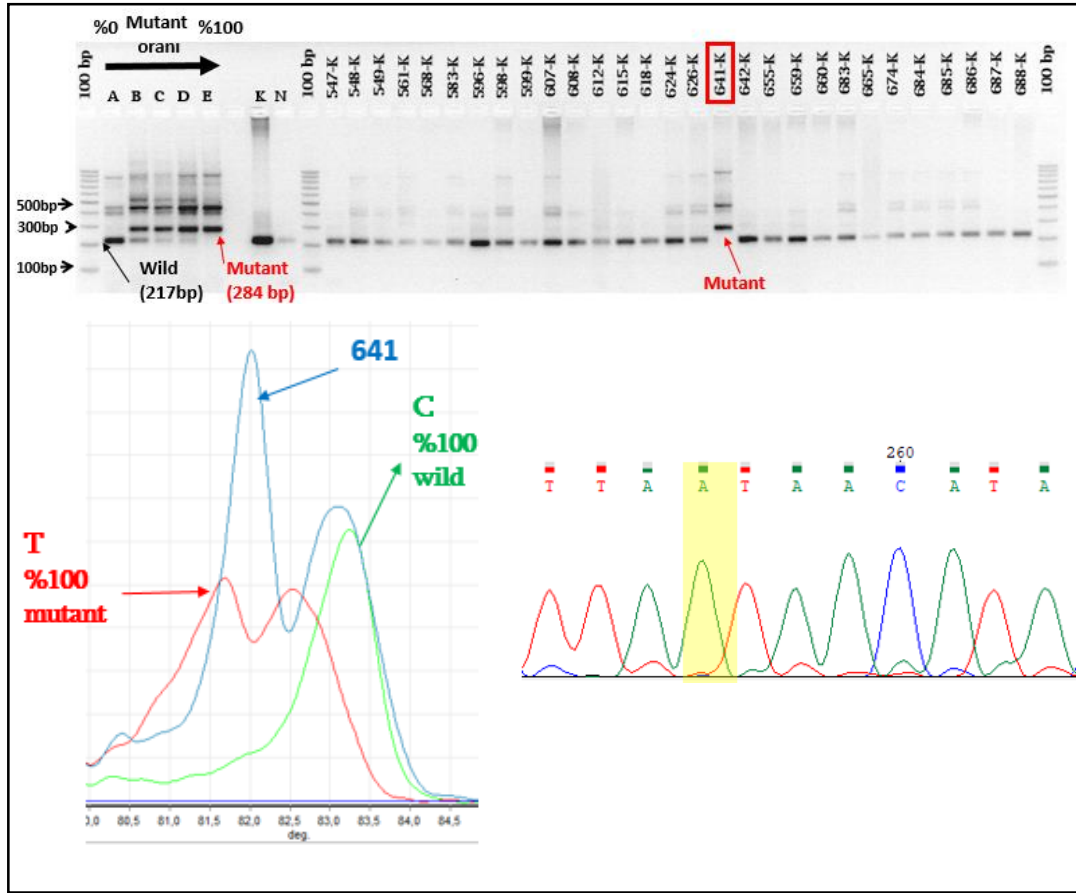 %0 Mutant %100
oranı
100 bp
A B C D E K N
100 bp
547-K
548-K
549-K
561-K
568-K
583-K
596-K
598-K
599-K
607-K
608-K
612-K
615-K
618-K
624-K
626-K
641-K
642-K
655-K
659-K
660-K
683-K
665-K
674-K
684-K
685-K
686-K
687-K
688-K
100 bp
500bp
300bp
100bp
Wild
(217bp)
Mutant
(284 bp)
Mutant
641
C
%100
wild
T
%100
mutant
0,0 80,5 81,0 81,5 82,0 82,5 83,0 83,5 84,0 84,5
deg.
260
T T A A T A A C A T A